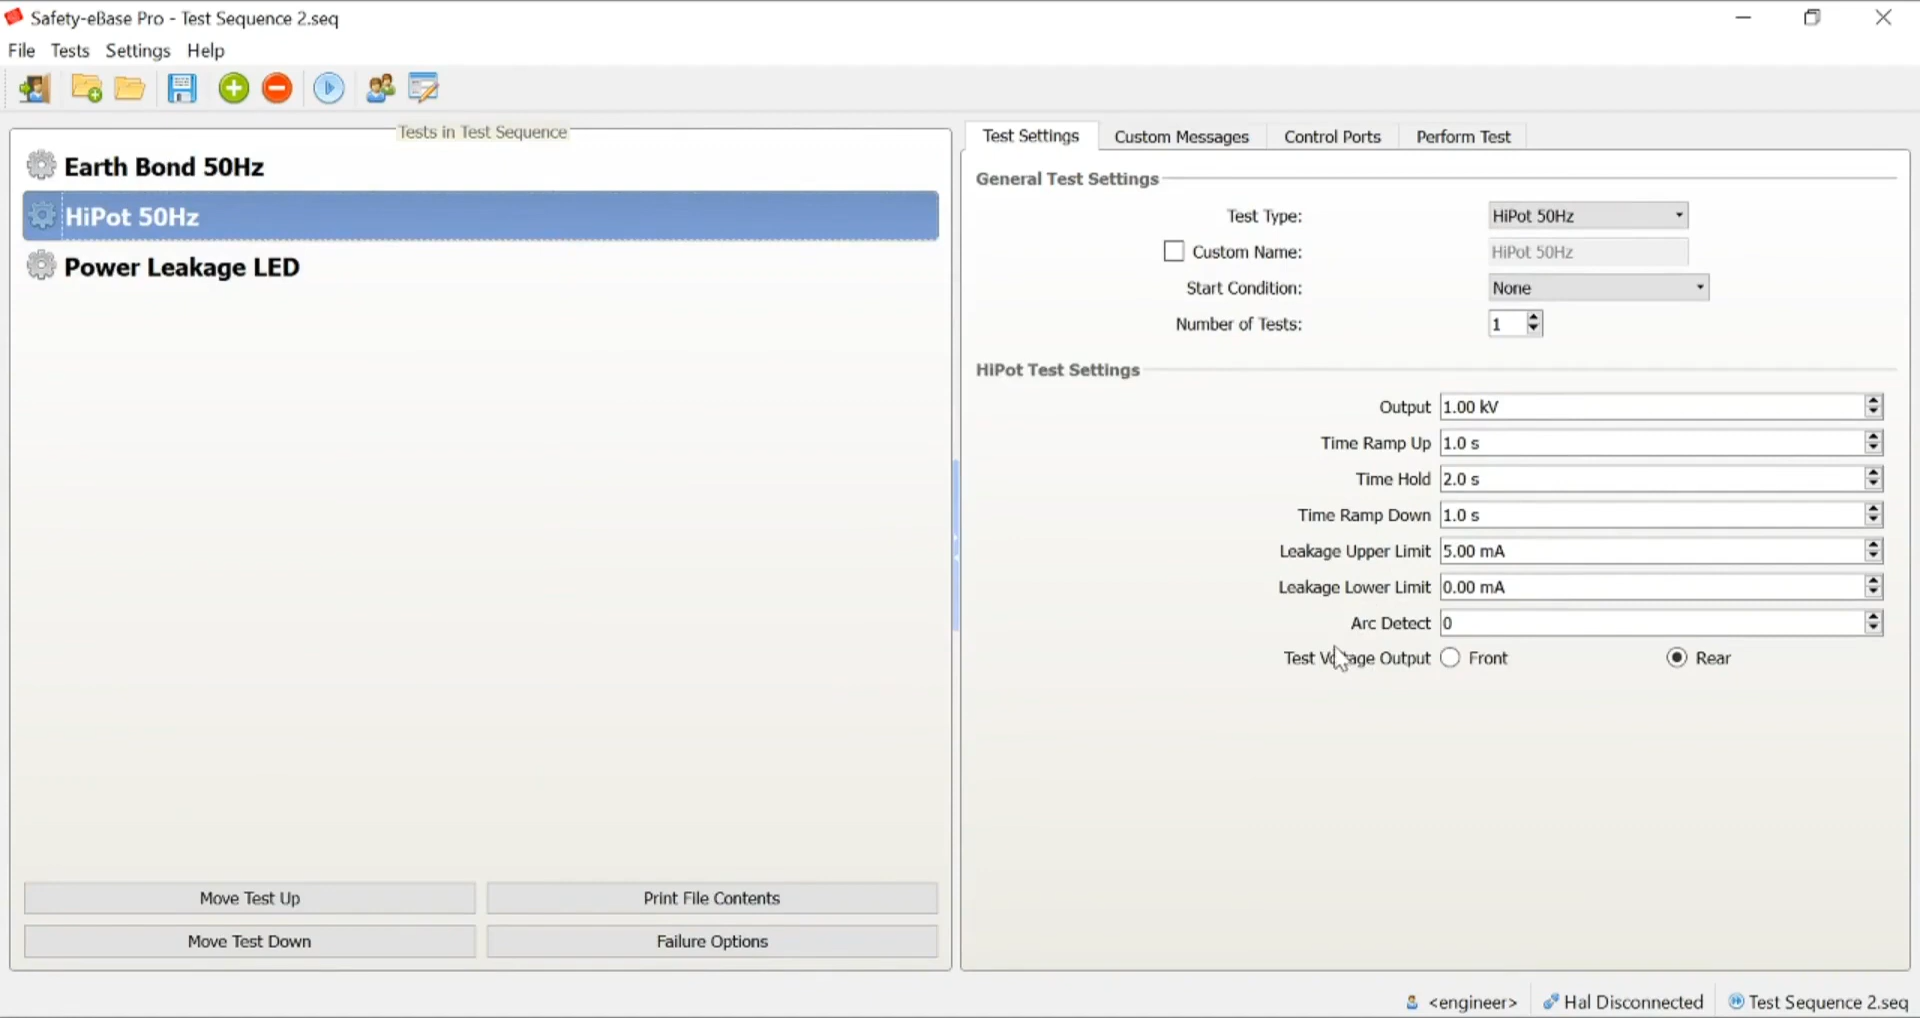 Safety-eBase Pro - Test Sequence 2.seq
File Tests Settings Help
Tests in Test Sequence
Earth Bond 50Hz
HiPot 50Hz
Power Leakage LED
Move Test Up
Print File Contents
Move Test Down
Failure Options
Test Settings Custom Messages Control Ports Perform Test
General Test Settings
Test Type: HiPot 50Hz
Custom Name: HiPot 50Hz
Start Condition: None
Number of Tests: 1
HiPot Test Settings
Output 1.00 kV
Time Ramp Up 1.0 s
Time Hold 2.0 s
Time Ramp Down 1.0 s
Leakage Upper Limit 5.00 mA
Leakage Lower Limit 0.00 mA
Arc Detect 0
Test Voltage Output Front Rear
<engineer> Hal Disconnected Test Sequence 2.seq